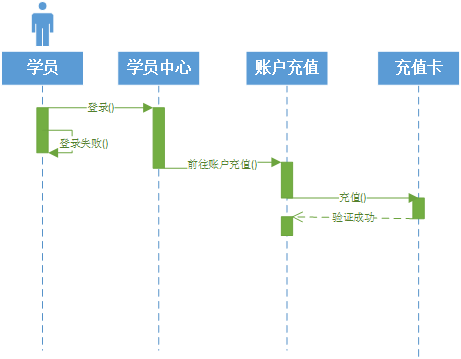 学员
学员中心
账户充值
充值卡
登录()
登录失败()
前往账户充值()
充值()
验证成功